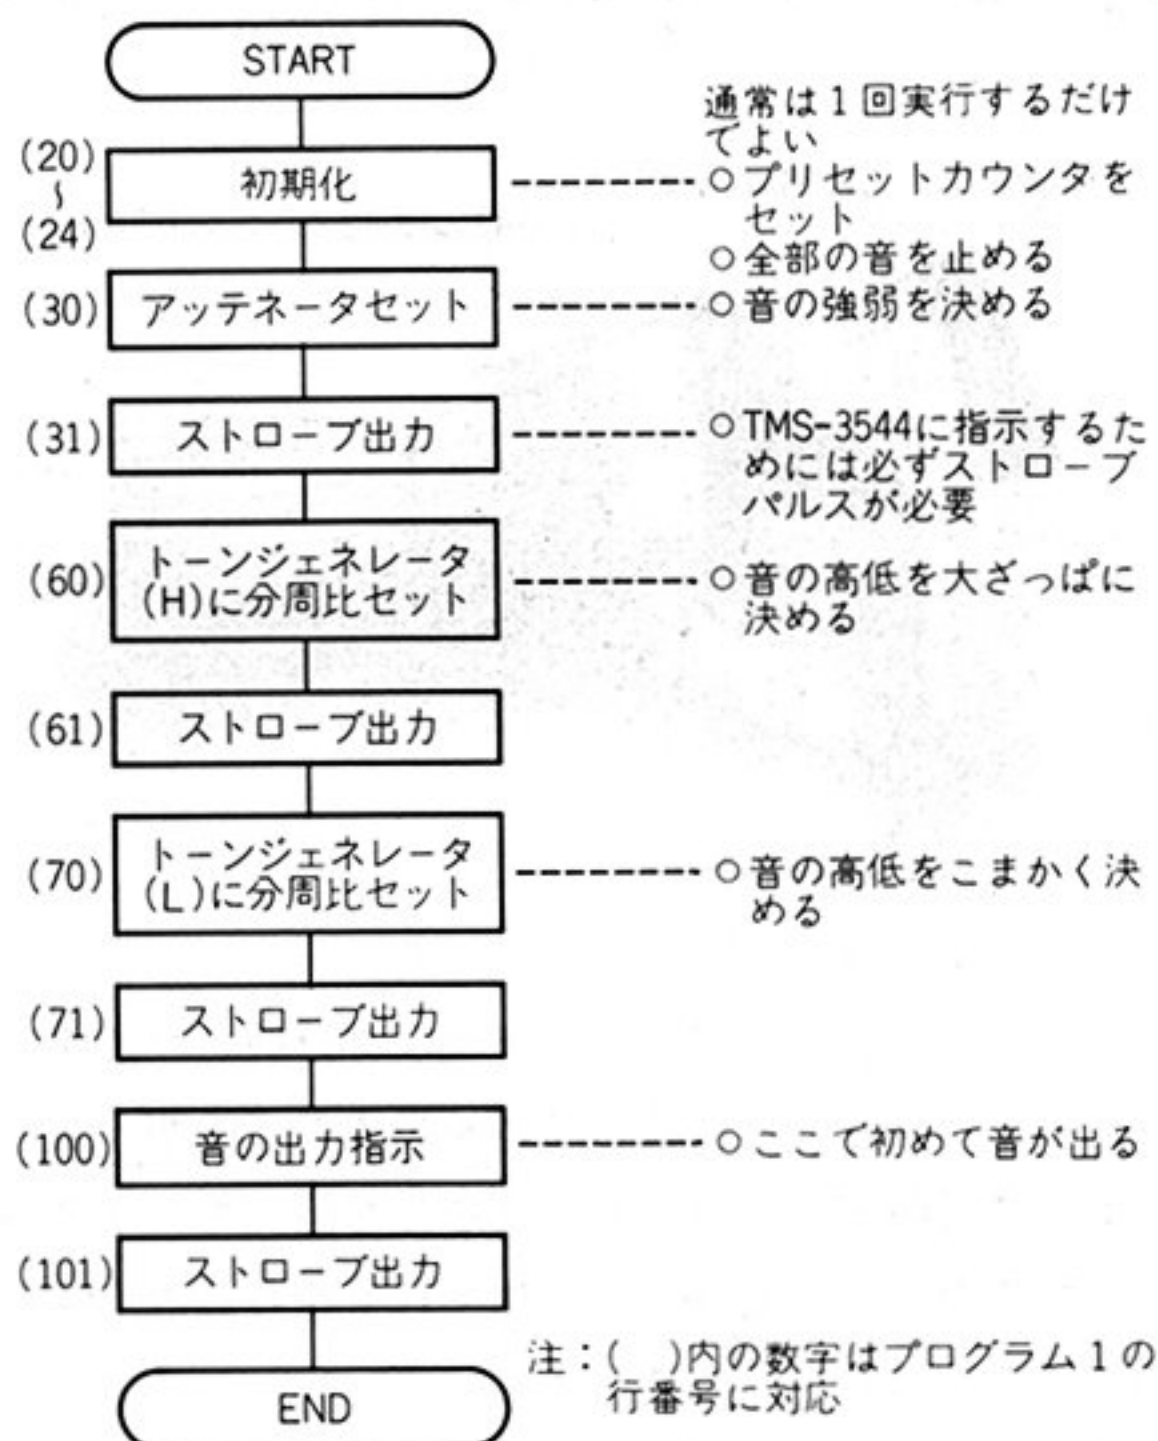 START
通常は1回実行するだけ
でよい
(20)
〜
(24)
初期化
○プリセットカウンタを
セット
○全部の音を止める
(30)
アッテネータセット
○音の強弱を決める
(31)
ストローブ出力
○TMS-3544に指示するた
めには必ずストローブ
パルスが必要
(60)
トーンジェネレータ
(H)に分周比セット
○音の高低を大ざっぱに
決める
(61)
ストローブ出力
(70)
トーンジェネレータ
(L)に分周比セット
○音の高低をこまかく決
める
(71)
ストローブ出力
(100)
音の出力指示
○ここで初めて音が出る
(101)
ストローブ出力
END
注：(　)内の数字はプログラム1の
行番号に対応